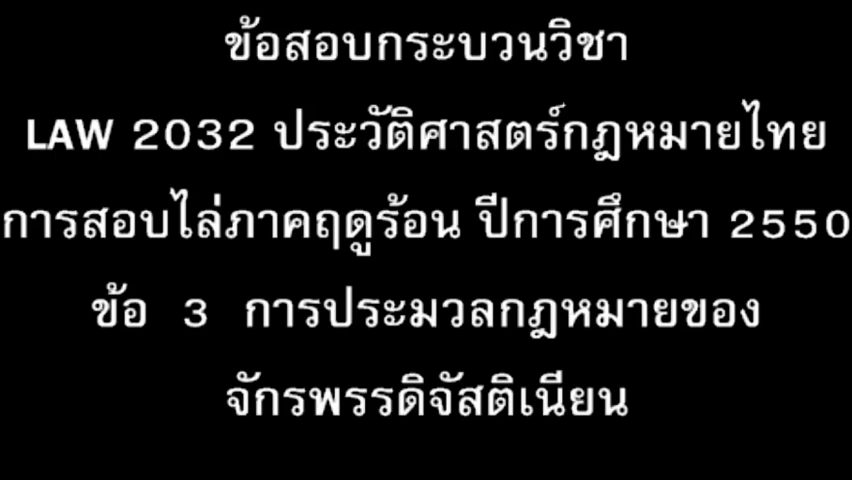 ข้อสอบกระบวนวิชา
LAW 2032 ประวัติศาสตร์กฎหมายไทย
การสอบไล่ภาคฤดูร้อน ปีการศึกษา 2550
ข้อ 3 การประมวลกฎหมายของ
จักรพรรดิจัสติเนียน